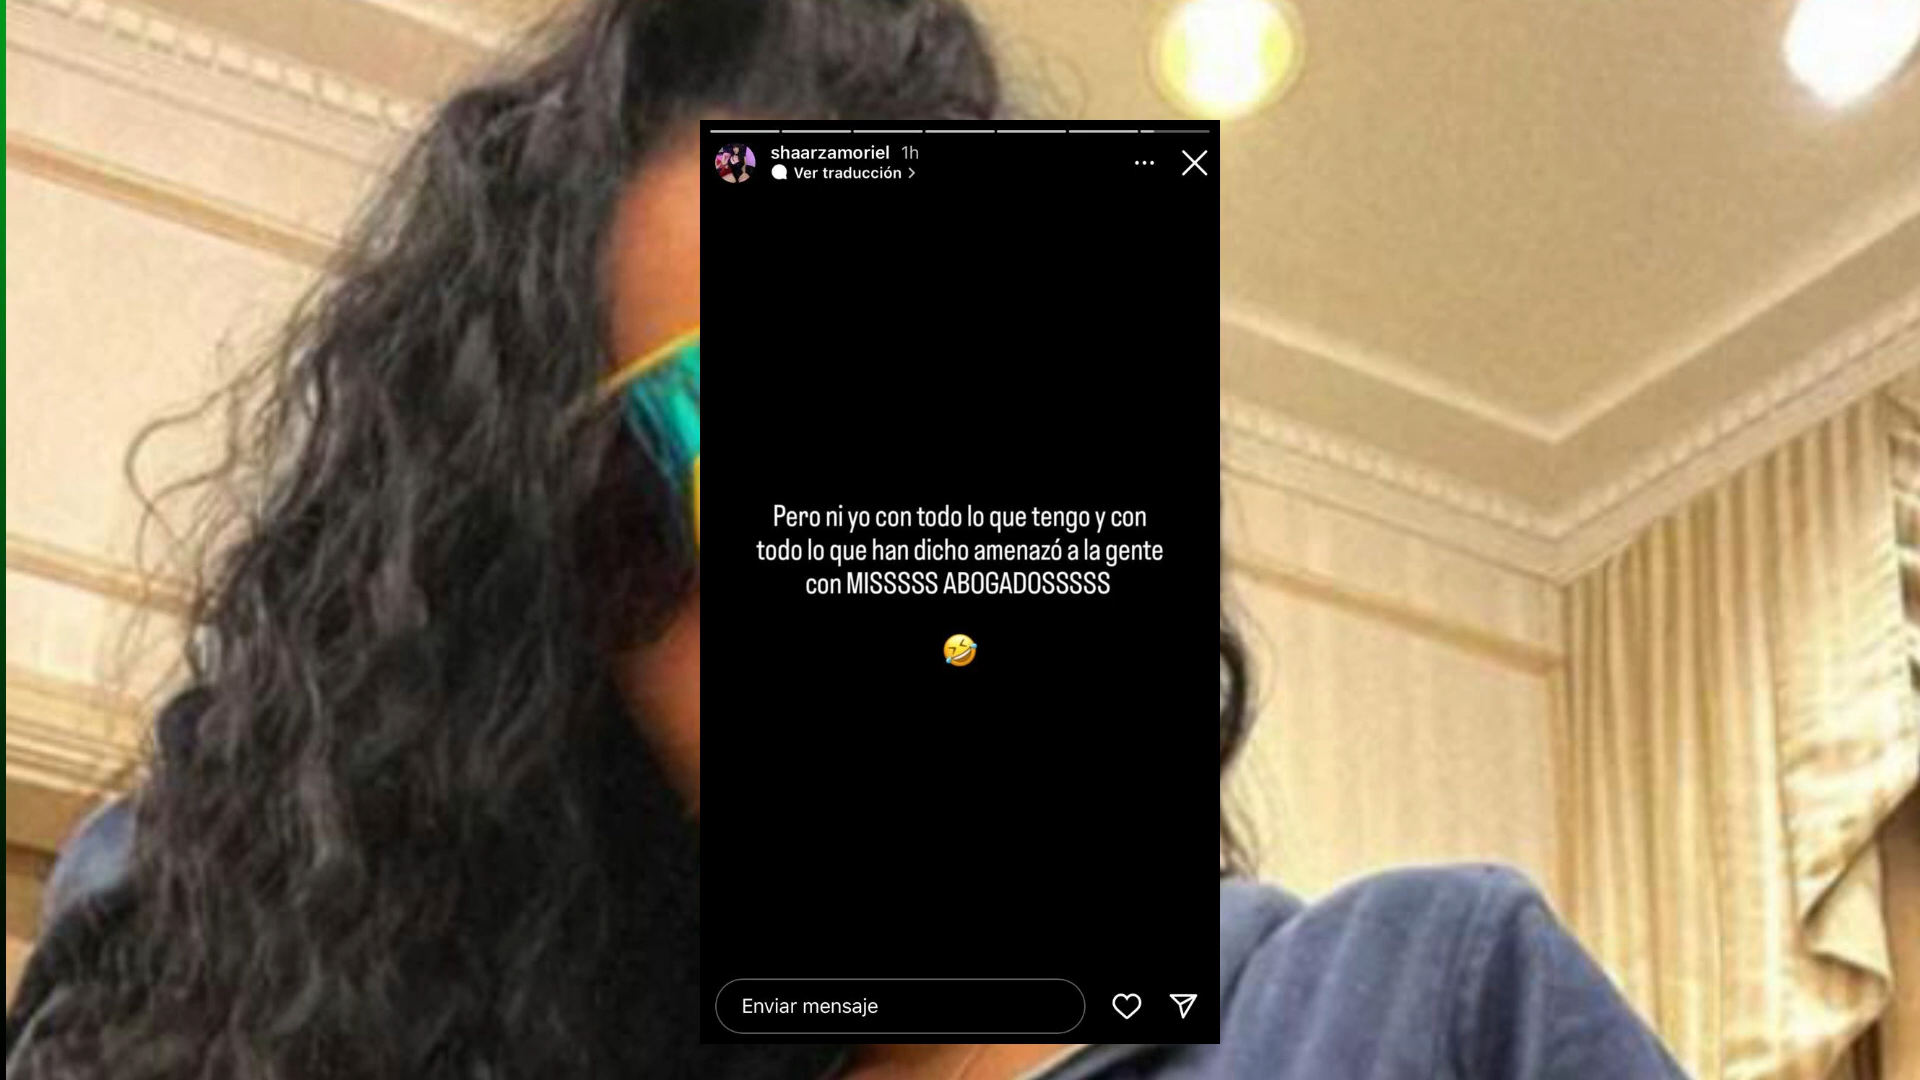 shaarzamoriel 1h
Ver traducción
Pero ni yo con todo lo que tengo y con
todo lo que han dicho amenazó a la gente
con MISSSSS ABOGADOSSSSS
🤣
Enviar mensaje